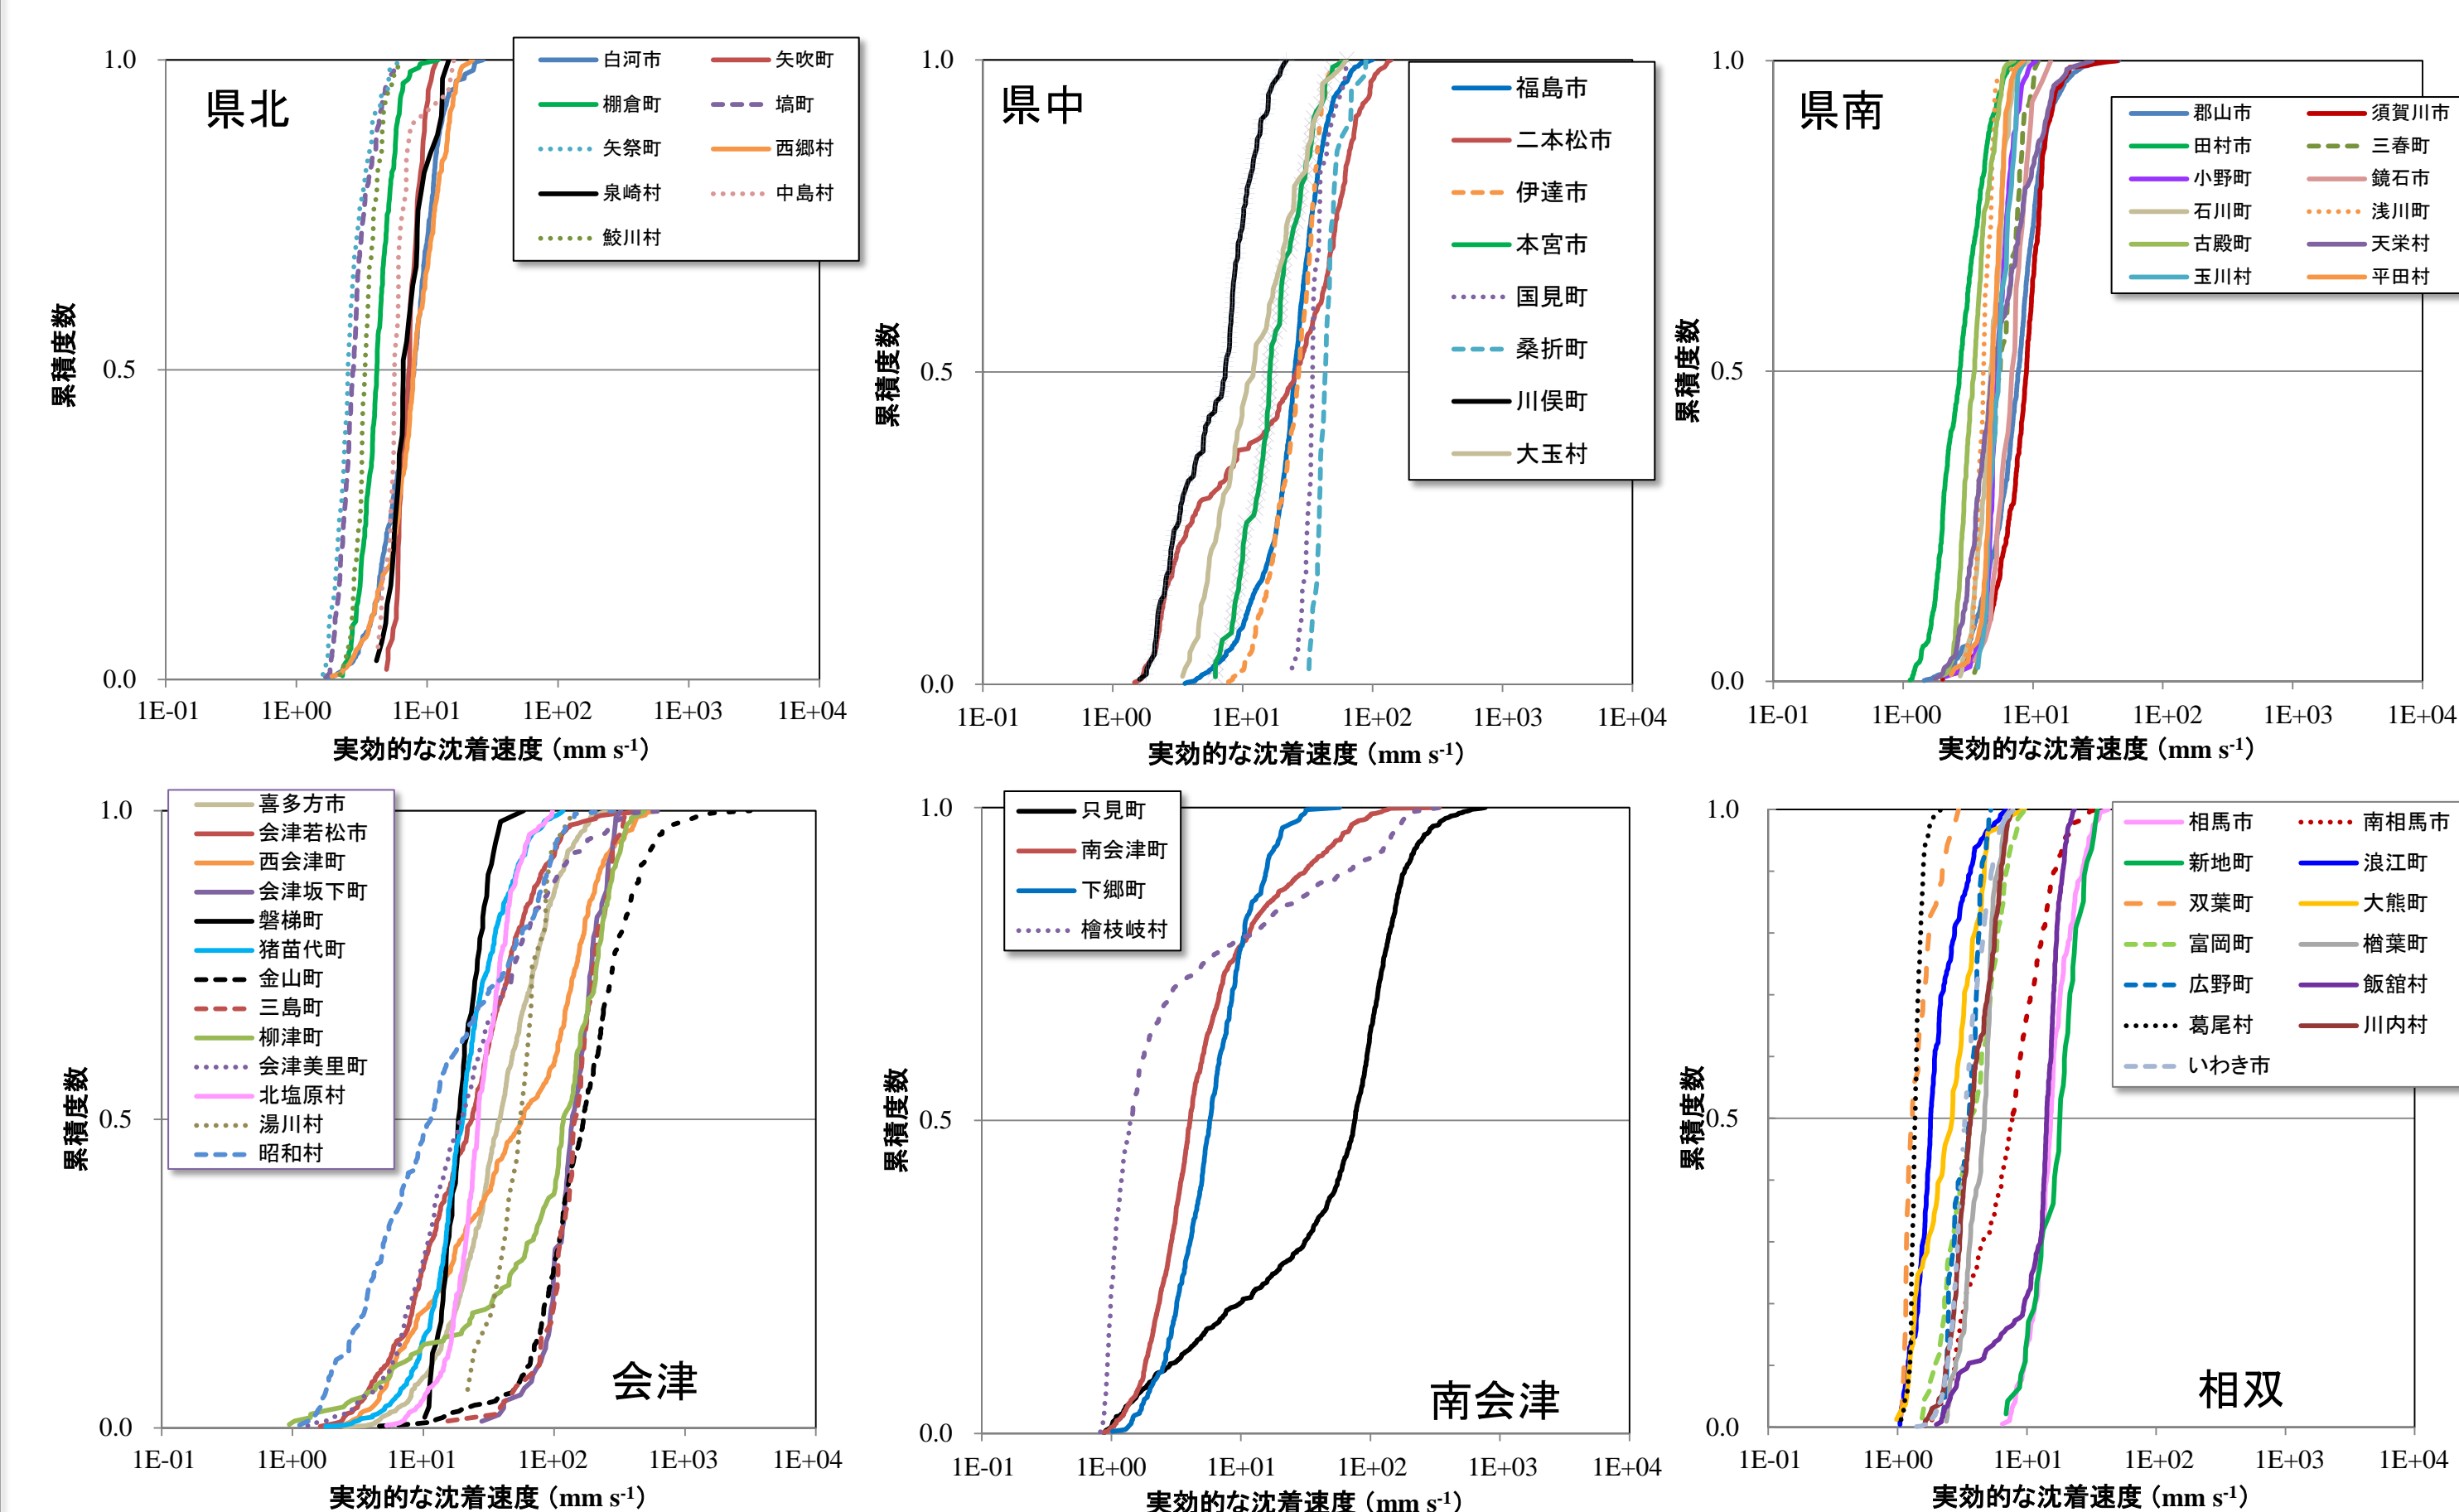 県北
累積度数
1.0
0.5
0.0
白河市 矢吹町
棚倉町 塙町
矢祭町 西郷村
泉崎村 中島村
鮫川村
1E-01 1E+00 1E+01 1E+02 1E+03 1E+04
実効的な沈着速度 (mm s-1)
県中
累積度数
1.0
0.5
0.0
福島市
二本松市
伊達市
本宮市
国見町
桑折町
川俣町
大玉村
1E-01 1E+00 1E+01 1E+02 1E+03 1E+04
実効的な沈着速度 (mm s-1)
県南
累積度数
1.0
0.5
0.0
郡山市 須賀川市
田村市 三春町
小野町 鏡石市
石川町 浅川町
古殿町 天栄村
玉川村 平田村
1E-01 1E+00 1E+01 1E+02 1E+03 1E+04
実効的な沈着速度 (mm s-1)
会津
累積度数
1.0
0.5
0.0
喜多方市
会津若松市
西会津町
会津坂下町
磐梯町
猪苗代町
金山町
三島町
柳津町
会津美里町
北塩原村
湯川村
昭和村
1E-01 1E+00 1E+01 1E+02 1E+03 1E+04
実効的な沈着速度 (mm s-1)
南会津
累積度数
1.0
0.5
0.0
只見町
南会津町
下郷町
檜枝岐村
1E-01 1E+00 1E+01 1E+02 1E+03 1E+04
実効的な沈着速度 (mm s-1)
相双
累積度数
1.0
0.5
0.0
相馬市 南相馬市
新地町 浪江町
双葉町 大熊町
富岡町 楢葉町
広野町 飯舘村
葛尾村 川内村
いわき市
1E-01 1E+00 1E+01 1E+02 1E+03 1E+04
実効的な沈着速度 (mm s-1)